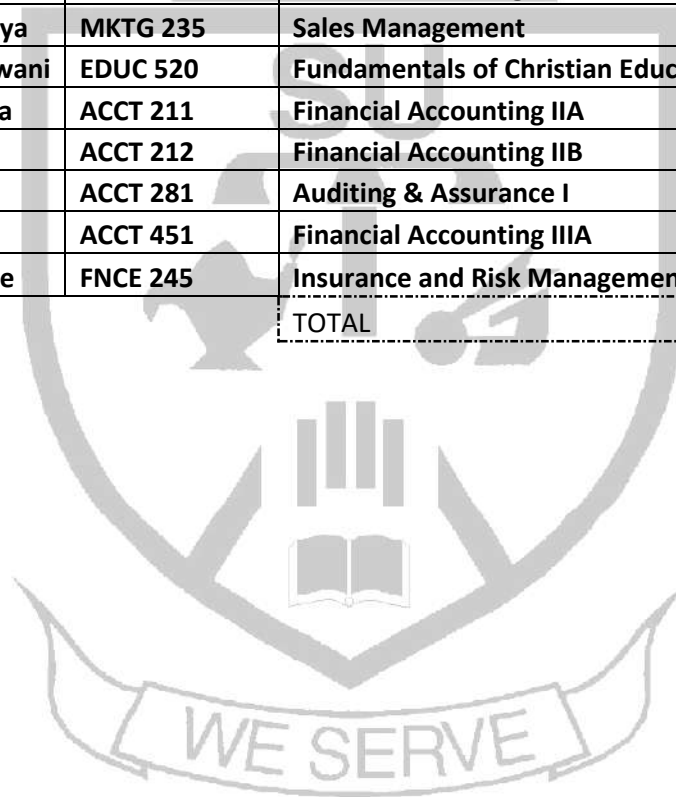 ya MKTG 235 Sales Management
wani EDUC 520 Fundamentals of Christian Educ
a ACCT 211 Financial Accounting IIA
ACCT 212 Financial Accounting IIB
ACCT 281 Auditing & Assurance I
ACCT 451 Financial Accounting IIIA
e FNCE 245 Insurance and Risk Managemen
TOTAL
SU
WE SERVE